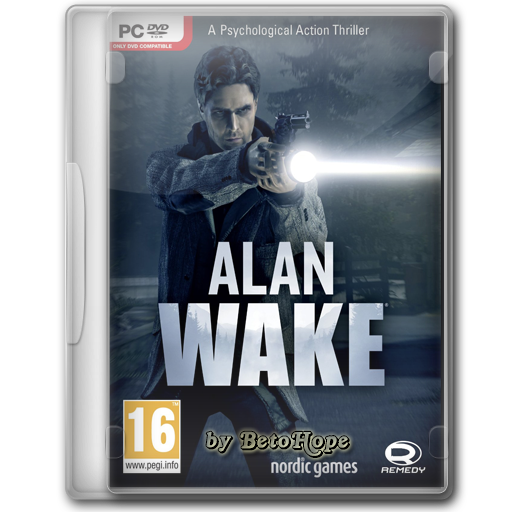 PC DVD
ROM
ONLY DVD COMPATIBLE
A Psychological Action Thriller
ALAN
WAKE
16
www.pegi.info
by BetoHope
nordic games
REMEDY